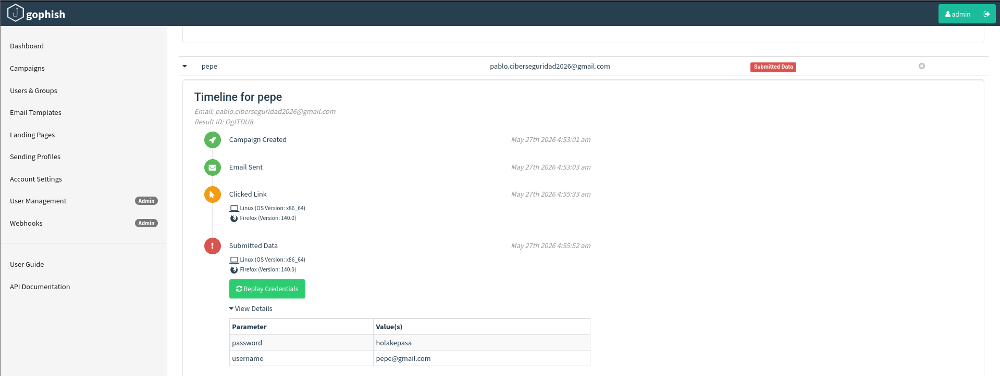 gophish
admin
Dashboard
Campaigns
Users & Groups
Email Templates
Landing Pages
Sending Profiles
Account Settings
User Management Admin
Webhooks Admin
User Guide
API Documentation
pepe pablo.ciberseguridad2026@gmail.com Submitted Data
Timeline for pepe
Email: pablo.ciberseguridad2026@gmail.com
Result ID: OgITDU8
Campaign Created May 27th 2026 4:53:01 am
Email Sent May 27th 2026 4:53:03 am
Clicked Link May 27th 2026 4:55:33 am
Linux (OS Version: x86_64)
Firefox (Version: 140.0)
Submitted Data May 27th 2026 4:55:52 am
Linux (OS Version: x86_64)
Firefox (Version: 140.0)
Replay Credentials
View Details
Parameter Value(s)
password holakepasa
username pepe@gmail.com